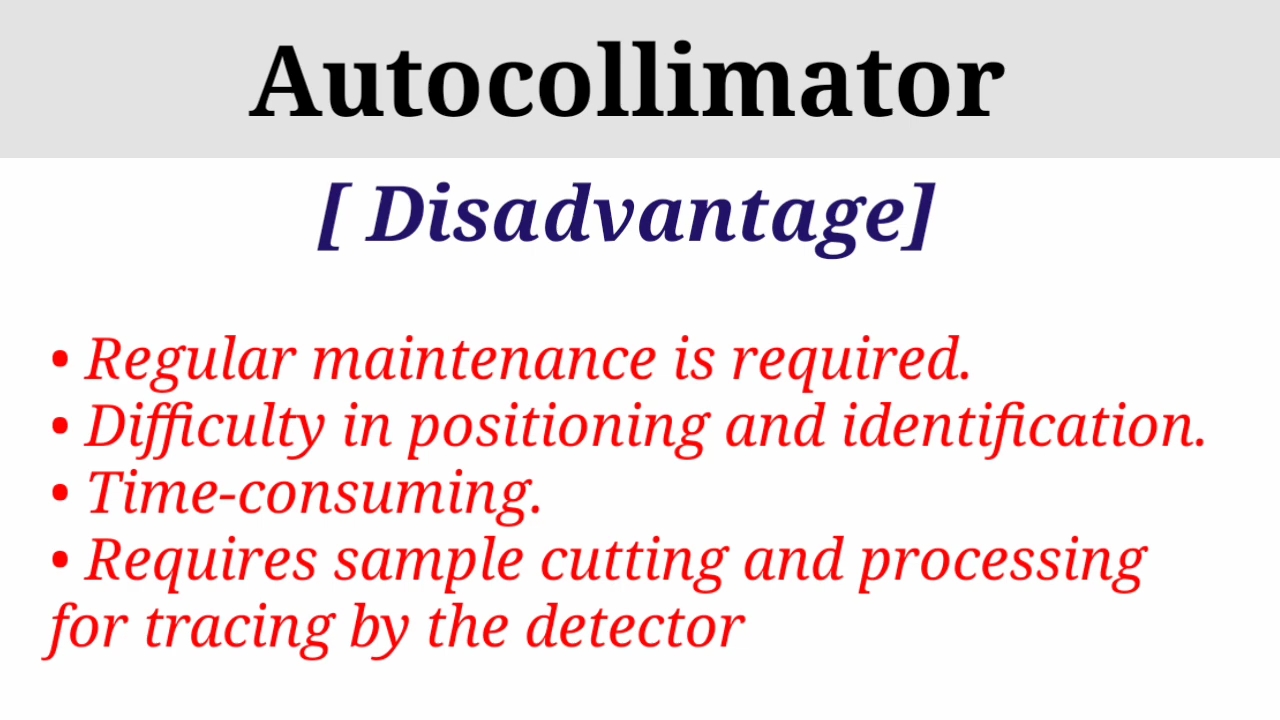 Autocollimator
[ Disadvantage]
• Regular maintenance is required.
• Difficulty in positioning and identification.
• Time-consuming.
• Requires sample cutting and processing
for tracing by the detector